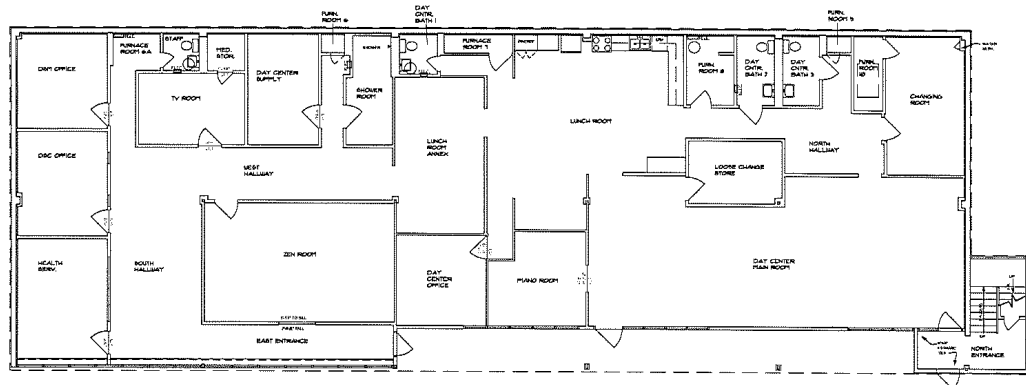 FURN.
ROOM 6
DAY
CNTR.
BATH 1
FURN.
ROOM 5
FURNACE
ROOM 6A
STAFF
MED.
STOR.
DAY CENTER
SUPPLY
SHOWER
ROOM
FURNACE
ROOM 7
FURN.
ROOM 8
DAY
CNTR.
BATH 2
DAY
CNTR.
BATH 3
FURN.
ROOM
10
CHANGING
ROOM
D&M OFFICE
TV ROOM
LUNCH ROOM
LUNCH
ROOM
ANNEX
NORTH
HALLWAY
DSC OFFICE
WEST
HALLWAY
LOOSE CHANGE
STORE
HEALTH
SERV.
SOUTH
HALLWAY
ZEN ROOM
DAY
CENTER
OFFICE
PIANO ROOM
DAY CENTER
MAIN ROOM
UP
EAST ENTRANCE
NORTH
ENTRANCE